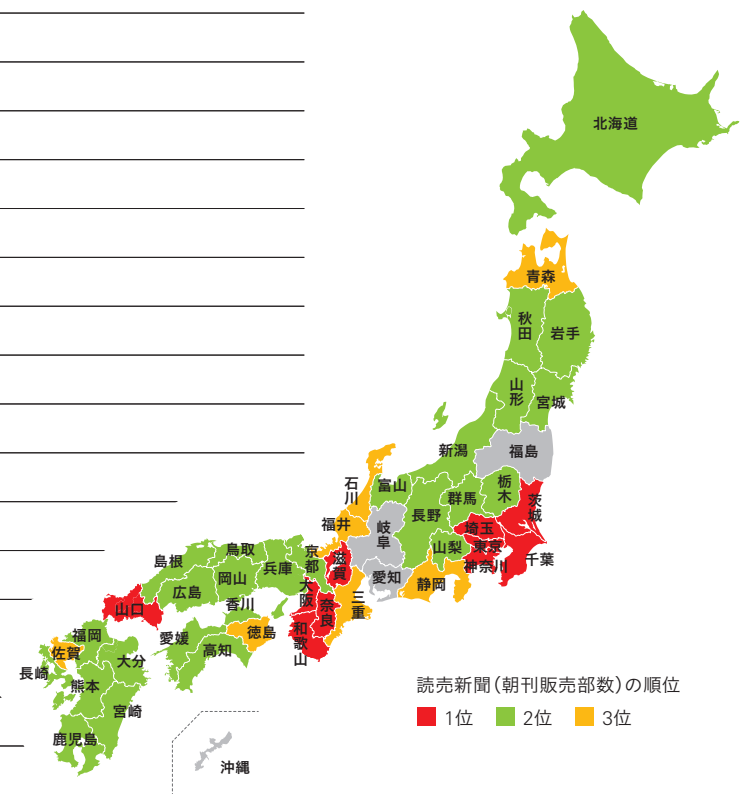 北海道
青森
秋田
岩手
山形
宮城
新潟
福島
石川
富山
栃木
群馬
茨城
福井
岐阜
長野
埼玉
東京
山梨
千葉
神奈川
京都
滋賀
愛知
静岡
鳥取
島根
兵庫
岡山
広島
大阪
奈良
三重
香川
山口
和歌山
徳島
福岡
愛媛
高知
佐賀
大分
長崎
熊本
宮崎
鹿児島
沖縄
読売新聞(朝刊販売部数)の順位
1位 2位 3位